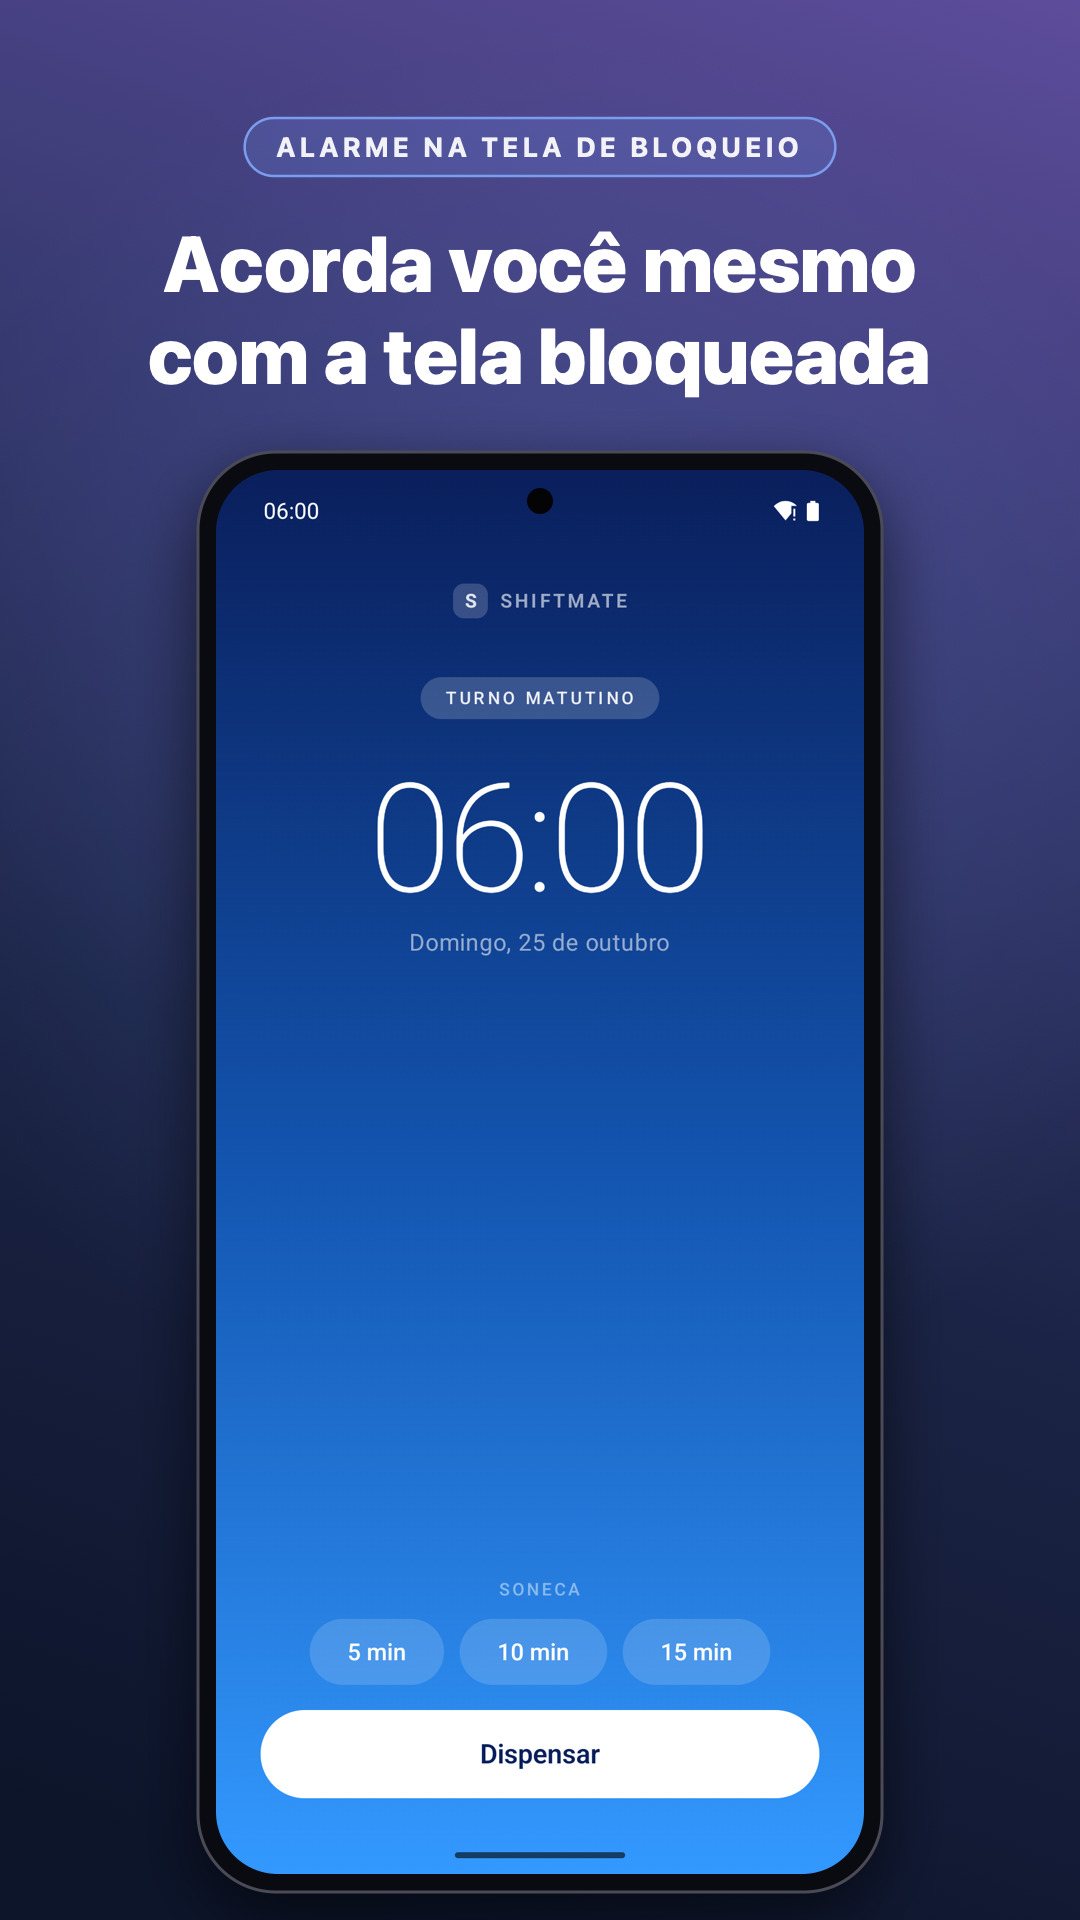 ALARME NA TELA DE BLOQUEIO
Acorda você mesmo
com a tela bloqueada
06:00
S SHIFTMATE
TURNO MATUTINO
06:00
Domingo, 25 de outubro
SONECA
5 min 10 min 15 min
Dispensar